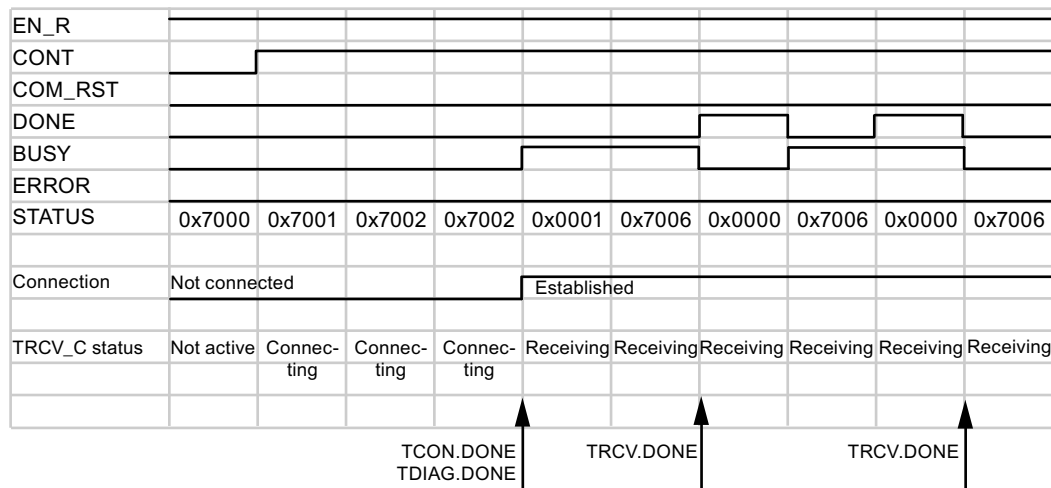 EN_R
CONT
COM_RST
DONE
BUSY
ERROR
STATUS 0x7000 0x7001 0x7002 0x7002 0x0001 0x7006 0x0000 0x7006 0x0000 0x7006
Connection Not connected Established
TRCV_C status Not active Connec- Connec- Connec- Receiving Receiving Receiving Receiving Receiving Receiving
ting ting ting
TCON.DONE TRCV.DONE TRCV.DONE
TDIAG.DONE